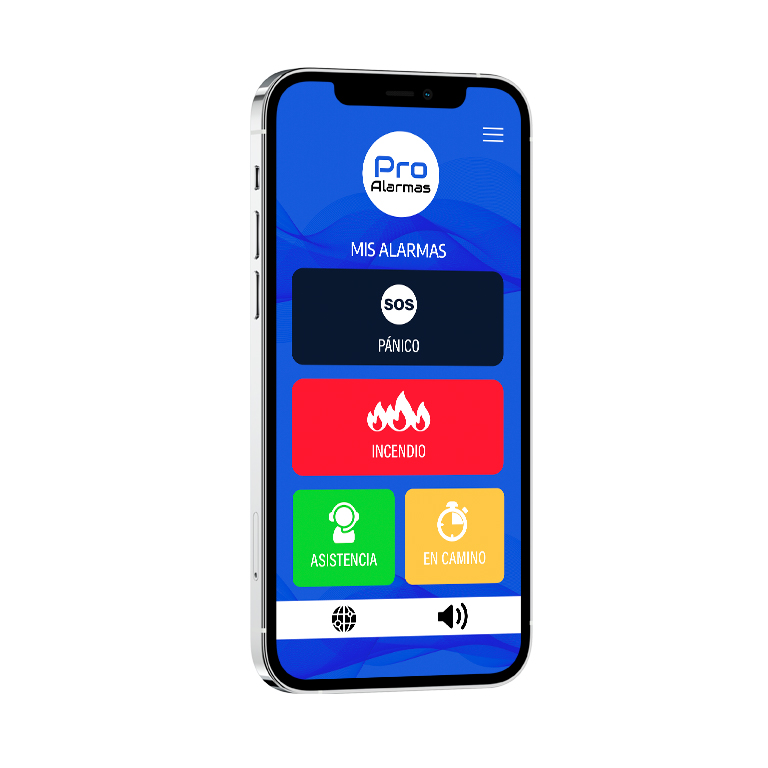 Pro
Alarmas
MIS ALARMAS
SOS
PÁNICO
INCENDIO
ASISTENCIA
EN CAMINO